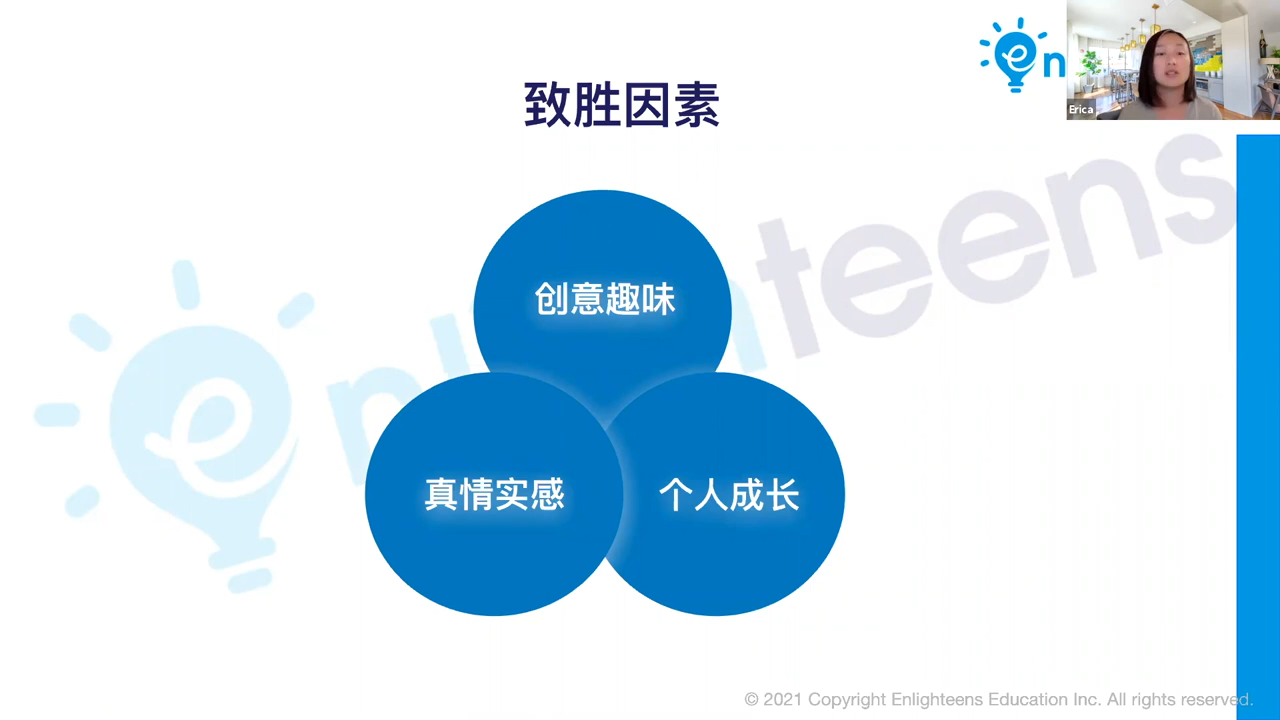 en
Erica
致胜因素
创意趣味
真情实感
个人成长
enlighteens
© 2021 Copyright Enlighteens Education Inc. All rights reserved.